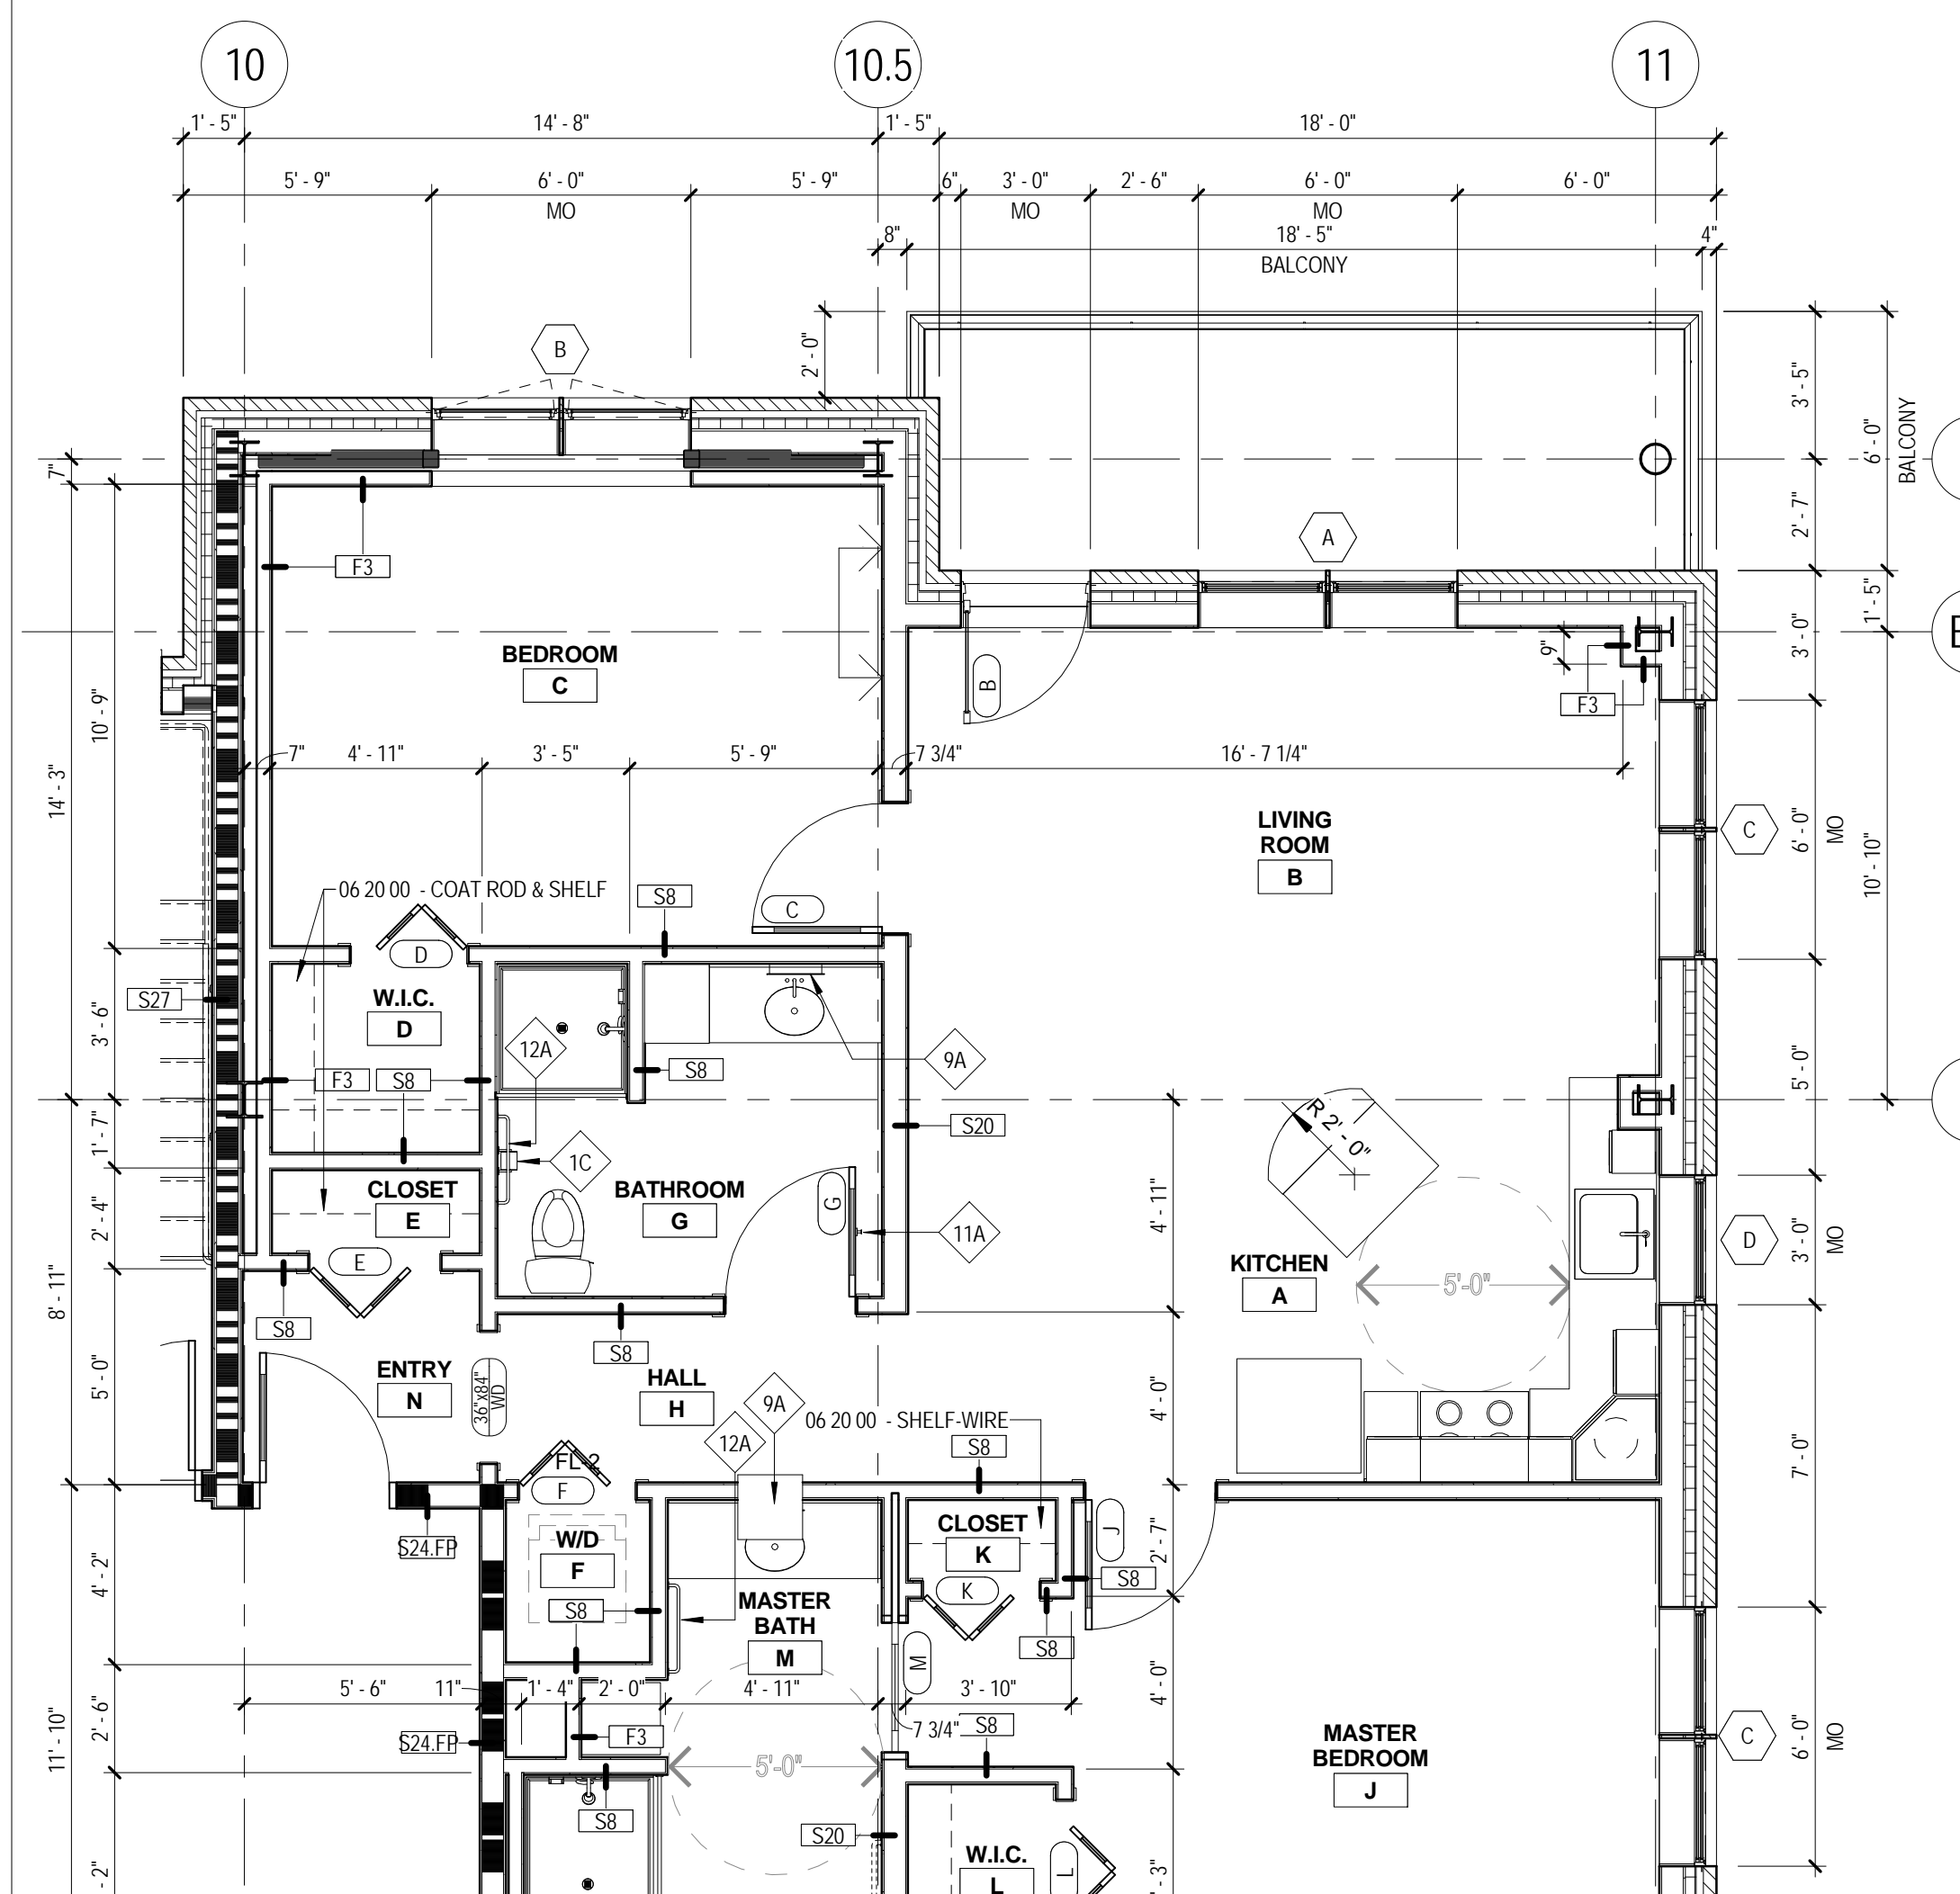 10
10.5
11
1' - 5"
14' - 8"
1' - 5"
18' - 0"
5' - 9"
6' - 0"
MO
5' - 9"
6"
3' - 0"
MO
2' - 6"
6' - 0"
MO
6' - 0"
8"
18' - 5"
BALCONY
4"
B
2' - 0"
3' - 5"
6' - 0"
BALCONY
7"
2' - 7"
A
F3
1' - 5"
3' - 0"
BEDROOM
C
B
9"
F3
10' - 9"
14' - 3"
7"
4' - 11"
3' - 5"
5' - 9"
7 3/4"
16' - 7 1/4"
LIVING
ROOM
B
C
6' - 0"
MO
10' - 10"
06 20 00 - COAT ROD & SHELF
S8
C
D
S27
W.I.C.
D
3' - 6"
12A
9A
F3
S8
S8
5' - 0"
S20
R 2' - 0"
1' - 7"
1C
CLOSET
E
BATHROOM
G
G
11A
4' - 11"
2' - 4"
E
KITCHEN
A
5'-0"
D
3' - 0"
MO
8' - 11"
S8
S8
5' - 0"
ENTRY
N
36"x84"
WD
HALL
H
9A
12A
06 20 00 - SHELF-WIRE
S8
4' - 0"
7' - 0"
FL-2
F
S24.FP
W/D
F
CLOSET
K
J
2' - 7"
S8
K
4' - 2"
S8
MASTER
BATH
M
M
S8
5' - 6"
11"
1' - 4"
2' - 0"
4' - 11"
3' - 10"
4' - 0"
11' - 10"
2' - 6"
S24.FP
F3
7 3/4"
S8
5'-0"
MASTER
BEDROOM
J
C
6' - 0"
MO
S8
S20
W.I.C.
L
L